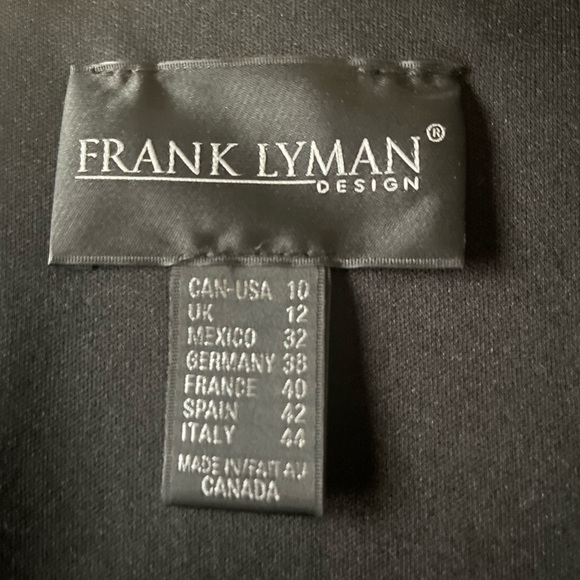 FRANK LYMAN®
DESIGN
CAN-USA 10
UK 12
MEXICO 32
GERMANY 38
FRANCE 40
SPAIN 42
ITALY 44
MADE IN/FAIT AU
CANADA